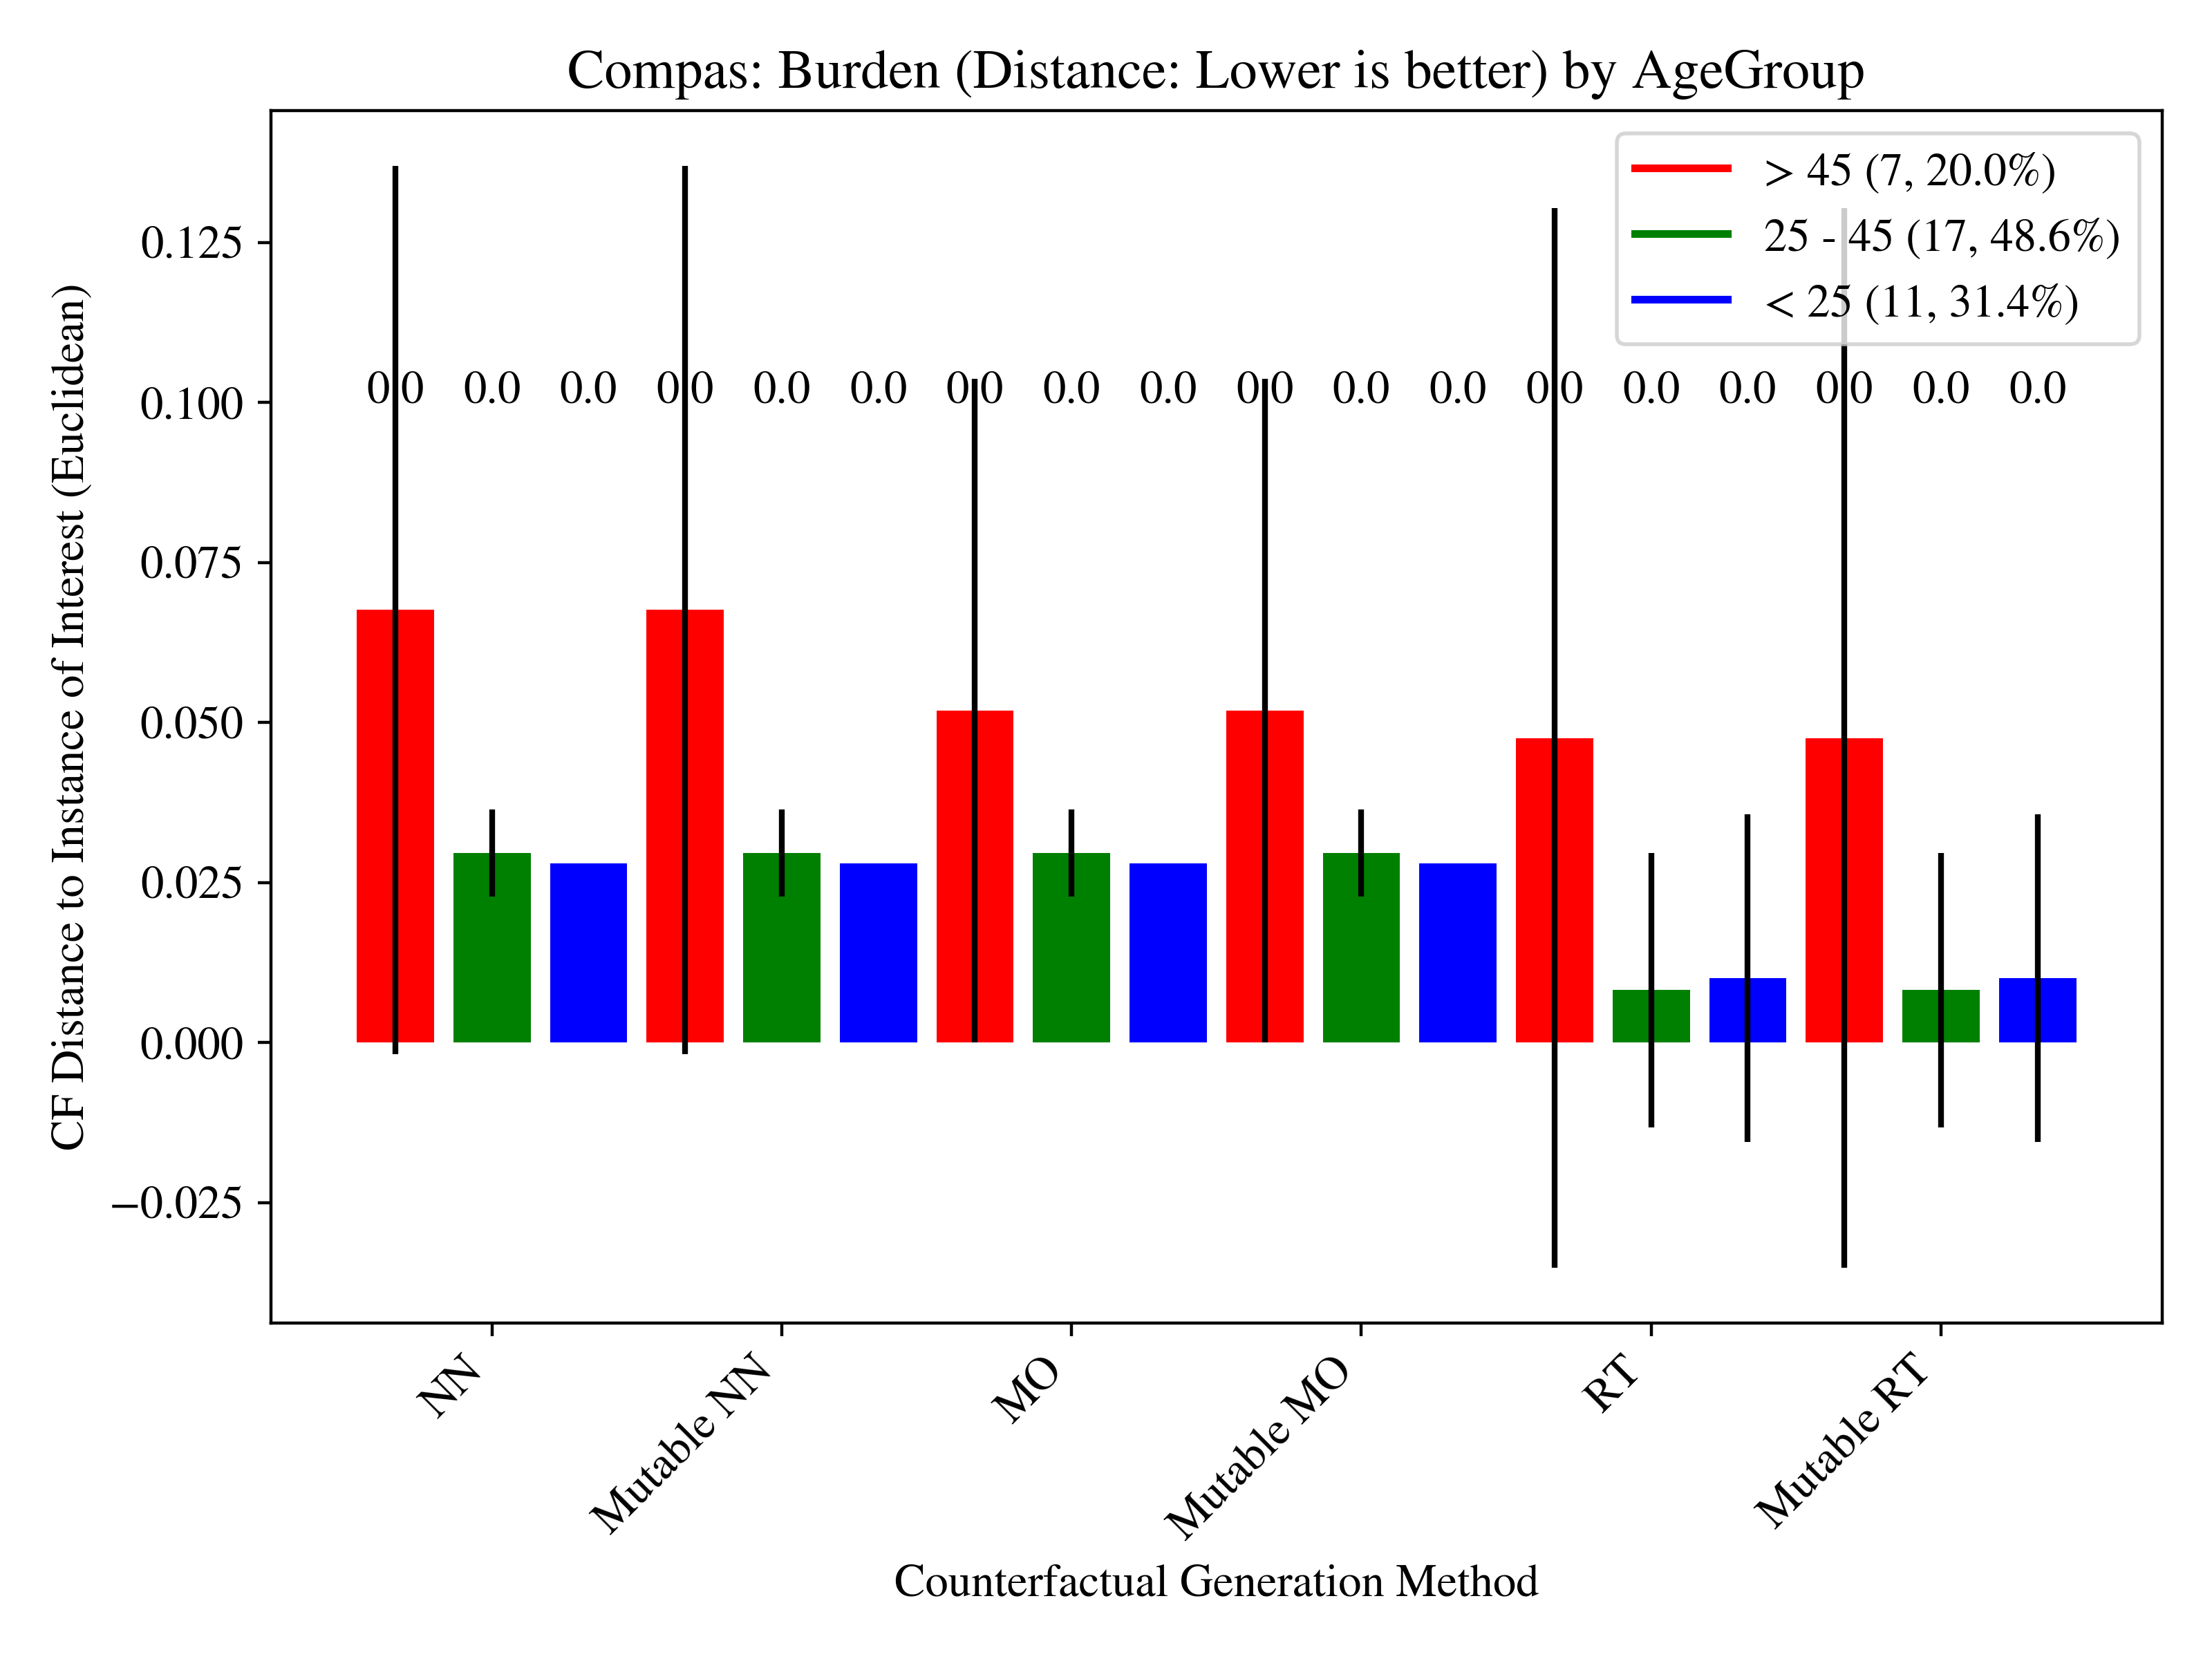 Compas: Burden (Distance: Lower is better) by AgeGroup
> 45 (7, 20.0%)
25 - 45 (17, 48.6%)
< 25 (11, 31.4%)
CF Distance to Instance of Interest (Euclidean)
0.125
0.100
0.075
0.050
0.025
0.000
−0.025
0.0 0.0 0.0 0.0 0.0 0.0 0.0 0.0 0.0 0.0 0.0 0.0 0.0 0.0 0.0 0.0 0.0 0.0
NN
Mutable NN
MO
Mutable MO
RT
Mutable RT
Counterfactual Generation Method